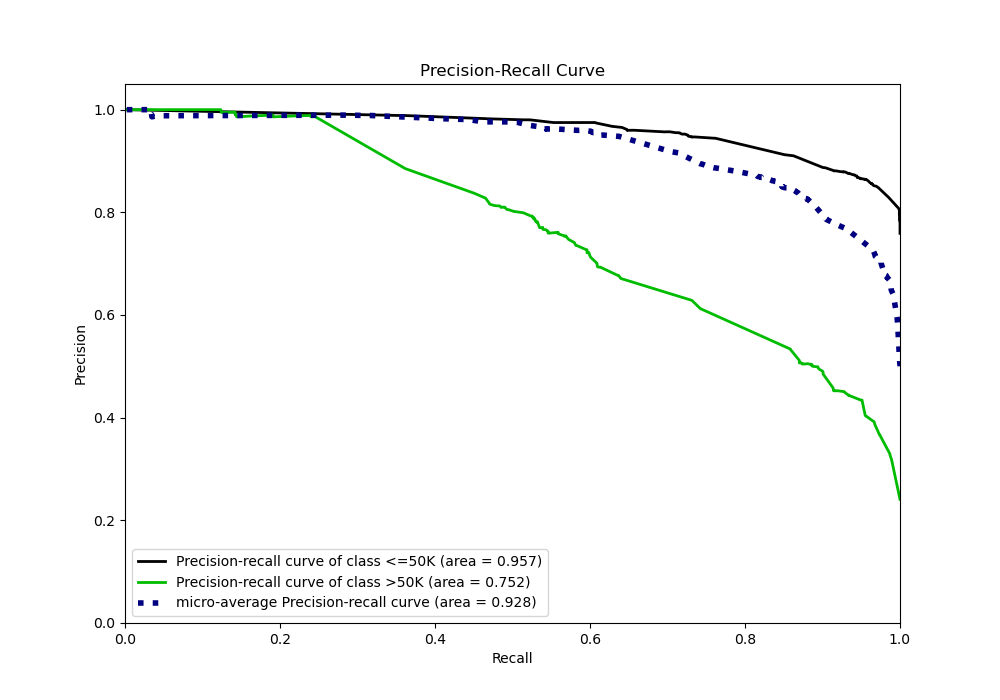 Precision-Recall Curve
1.0
0.8
0.6
0.4
0.2
0.0
Precision
Precision-recall curve of class <=50K (area = 0.957)
Precision-recall curve of class >50K (area = 0.752)
micro-average Precision-recall curve (area = 0.928)
0.0 0.2 0.4 0.6 0.8 1.0
Recall